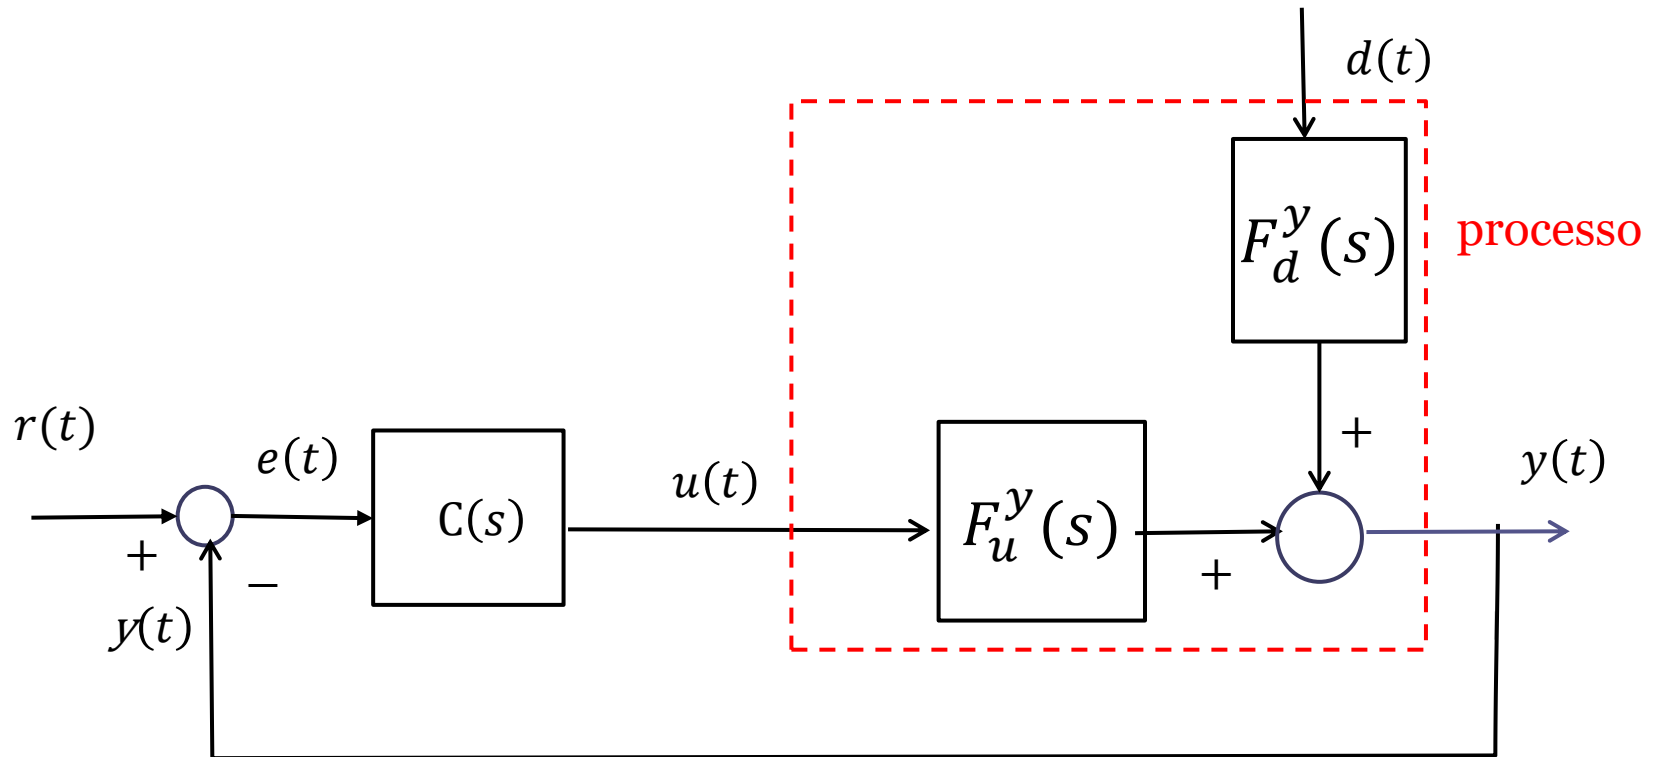 d(t)
F_d^y(s)
processo
r(t)
e(t)
C(s)
u(t)
F_u^y(s)
+
y(t)
+
−
+
y(t)